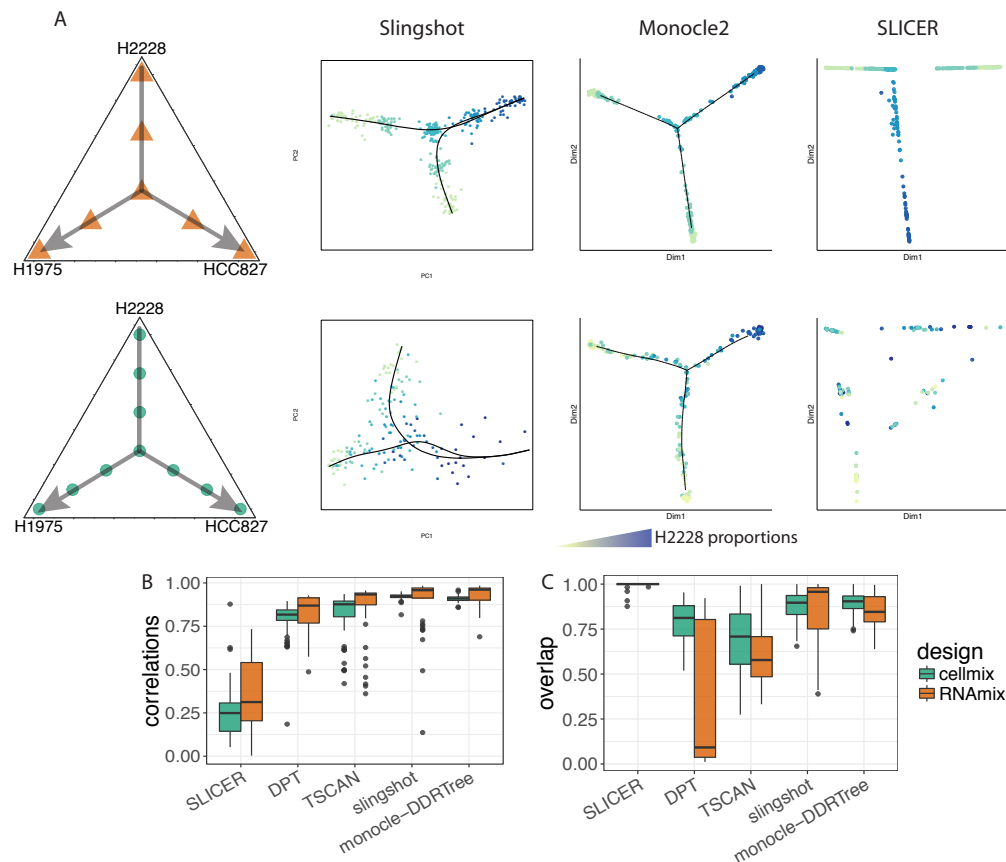 A
Slingshot
Monocle2
SLICER
H2228
H1975
HCC827
PC2
PC1
Dim2
Dim1
Dim2
Dim1
H2228
H1975
HCC827
PC2
PC1
Dim2
Dim1
Dim2
Dim1
H2228 proportions
B
correlations
1.00
0.75
0.50
0.25
0.00
SLICER
DPT
TSCAN
slingshot
monocle-DDRTree
C
overlap
1.00
0.75
0.50
0.25
0.00
SLICER
DPT
TSCAN
slingshot
monocle-DDRTree
design
cellmix
RNAmix